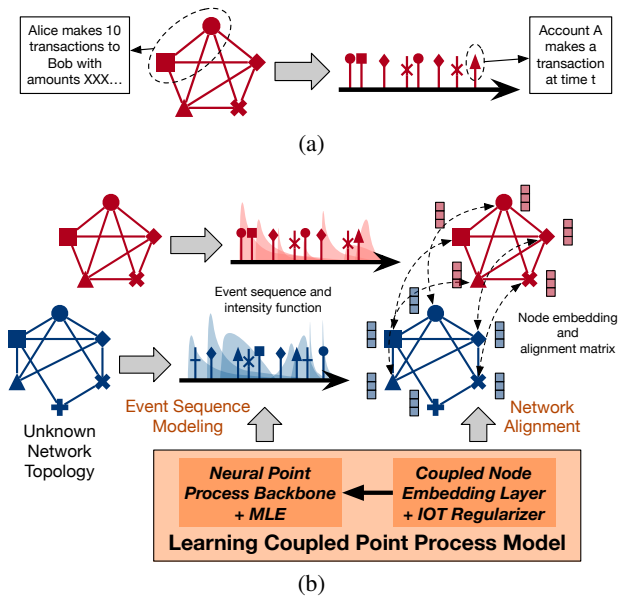 Alice makes 10
transactions to
Bob with
amounts XXX…
Account A
makes a
transaction
at time t
(a)
Event sequence and
intensity function
Node embedding
and
alignment matrix
Unknown
Network
Topology
Event Sequence
Modeling
Network
Alignment
Neural Point
Process Backbone
+ MLE
Coupled Node
Embedding Layer
+ IOT Regularizer
Learning Coupled Point Process Model
(b)